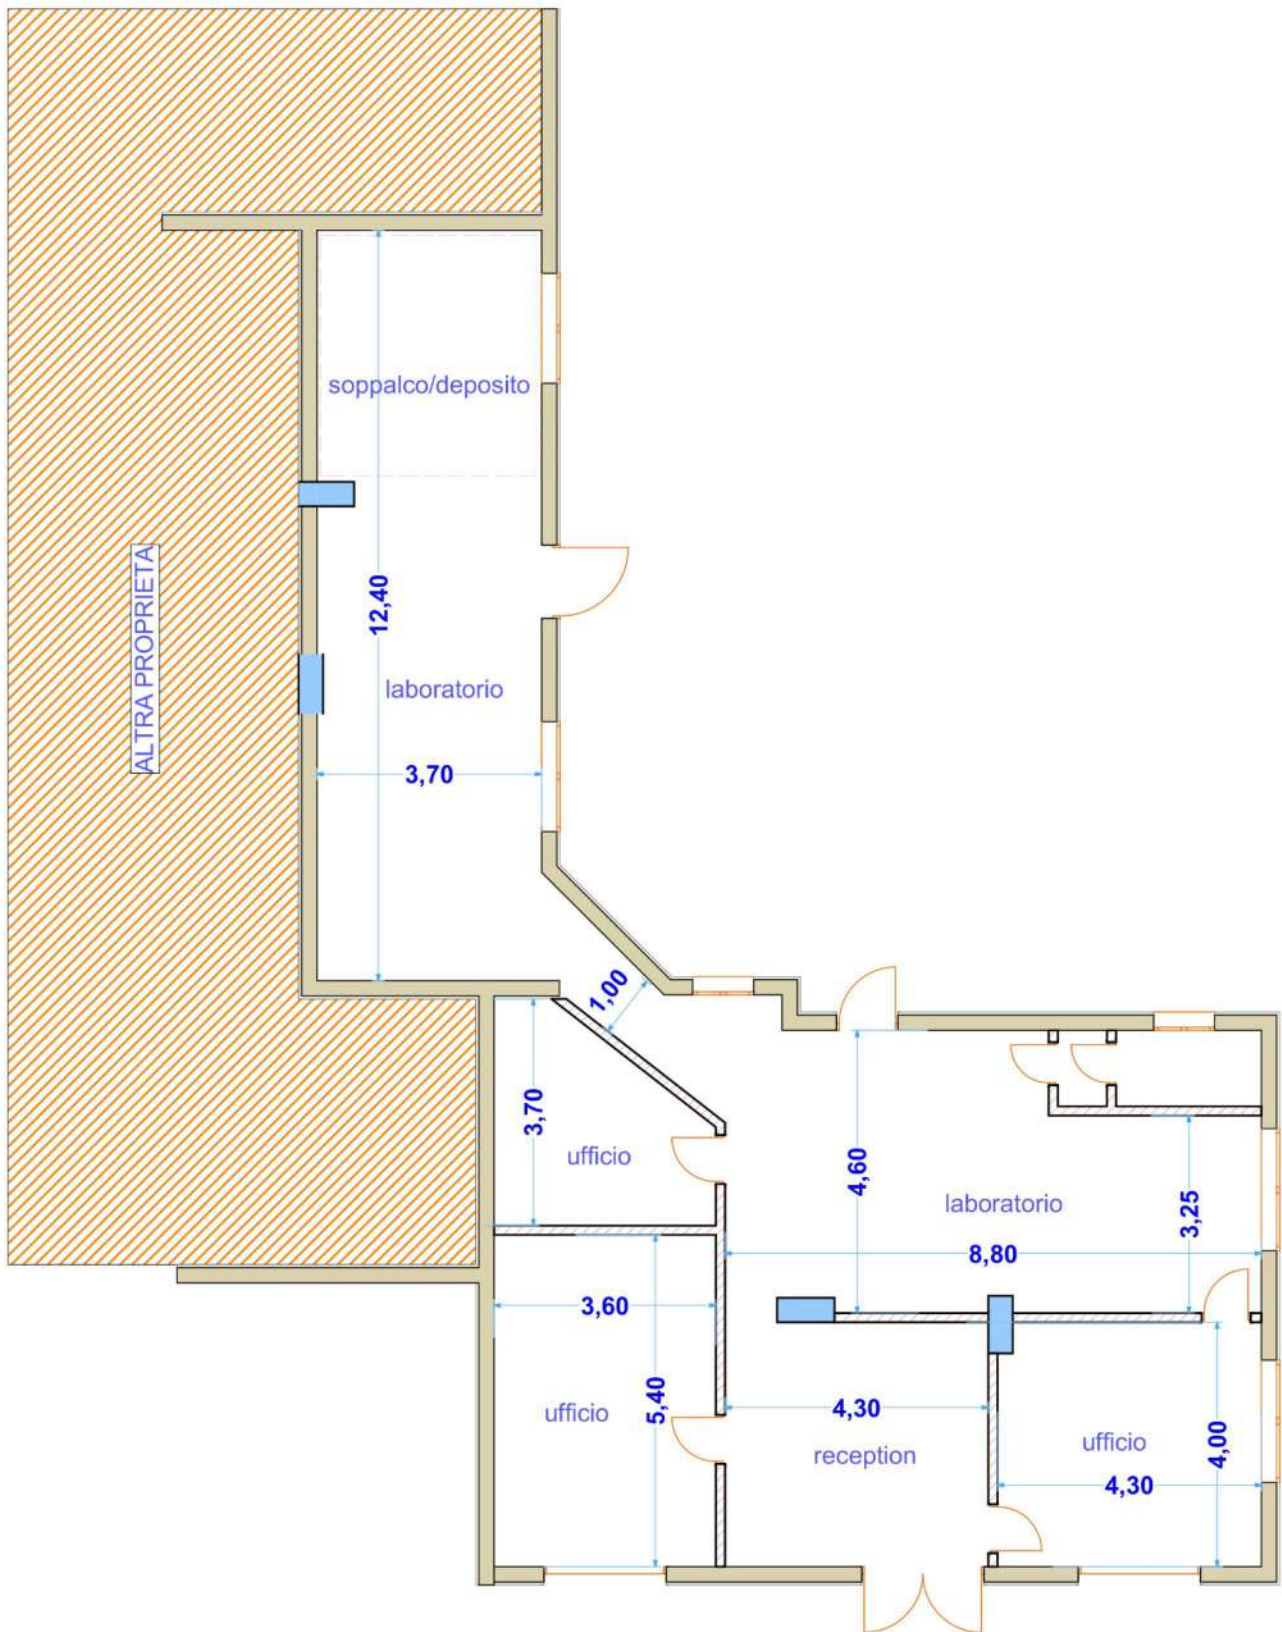 soppalco/deposito
ALTRA PROPRIETA
12,40
laboratorio
3,70
1,00
3,70
ufficio
4,60
laboratorio
3,25
8,80
3,60
5,40
ufficio
4,30
reception
ufficio
4,00
4,30